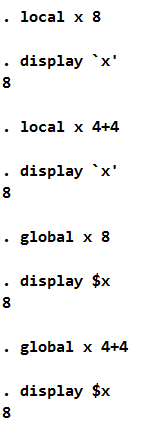 . local x 8
. display `x'
8
. local x 4+4
. display `x'
8
. global x 8
. display $x
8
. global x 4+4
. display $x
8